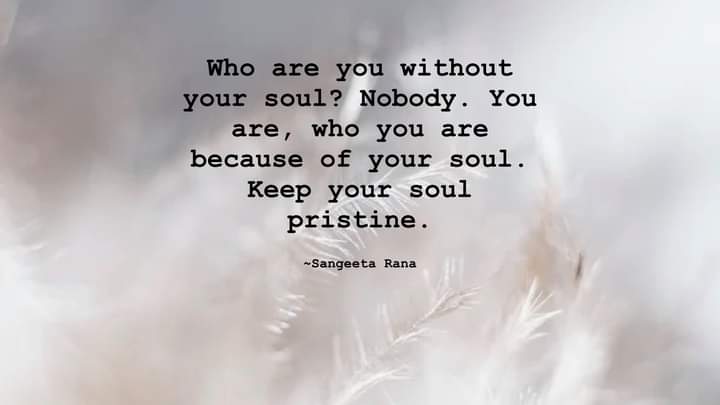 Who are you without
your soul? Nobody. You
are, who you are
because of your soul.
Keep your soul
pristine.
~Sangeeta Rana